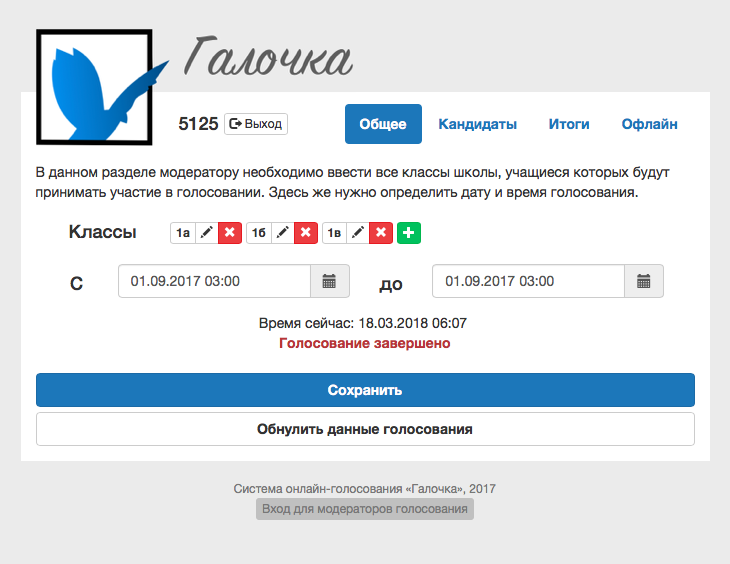 Галочка
5125 Выход Общее Кандидаты Итоги Офлайн
В данном разделе модератору необходимо ввести все классы школы, учащиеся которых будут
принимать участие в голосовании. Здесь же нужно определить дату и время голосования.
Классы 1а 1б 1в
С 01.09.2017 03:00 до 01.09.2017 03:00
Время сейчас: 18.03.2018 06:07
Голосование завершено
Сохранить
Обнулить данные голосования
Система онлайн-голосования «Галочка», 2017
Вход для модераторов голосования